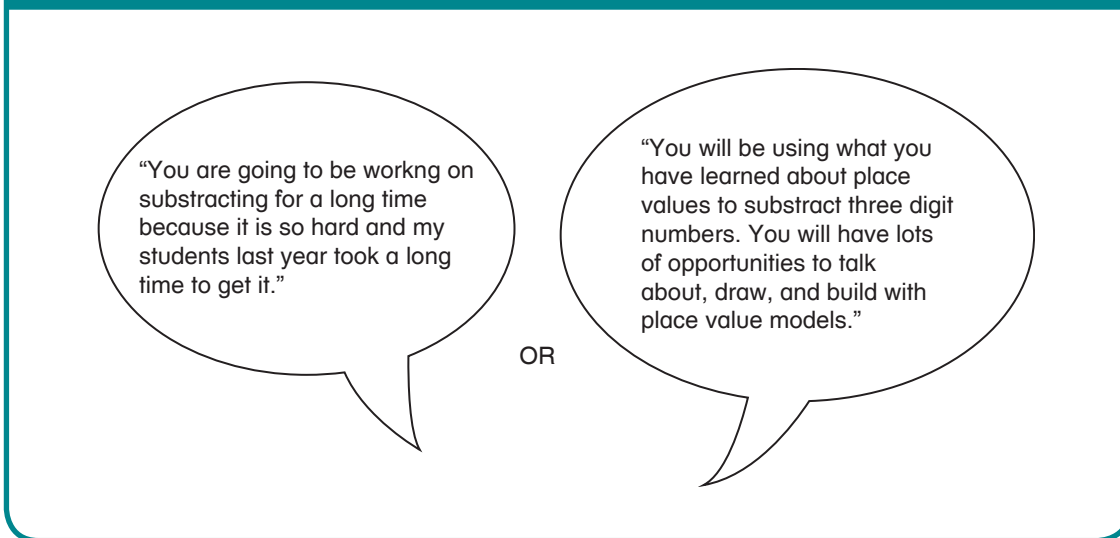 “You are going to be workng on
substracting for a long time
because it is so hard and my
students last year took a long
time to get it.”
OR
“You will be using what you
have learned about place
values to substract three digit
numbers. You will have lots
of opportunities to talk
about, draw, and build with
place value models.”